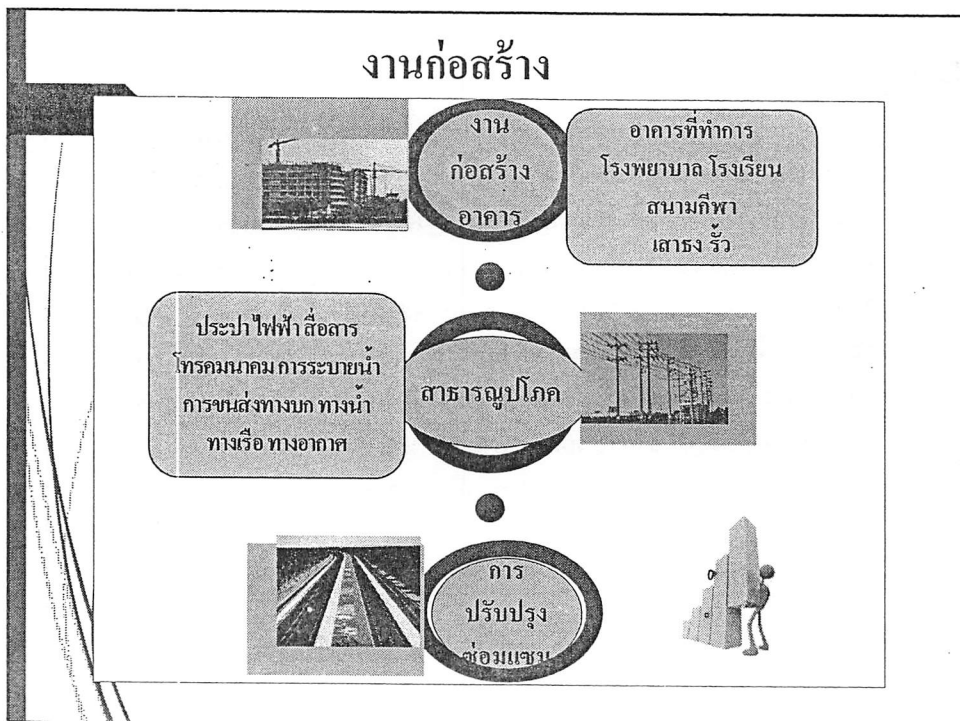 งานก่อสร้าง
งาน
ก่อสร้าง
อาคาร
อาคารที่ทำการ
โรงพยาบาล โรงเรียน
สนามกีฬา
เสาธง รั้ว
ประปา ไฟฟ้า สื่อสาร
โทรคมนาคม การระบายน้ำ
การขนส่งทางบก ทางน้ำ
ทางเรือ ทางอากาศ
สาธารณูปโภค
การ
ปรับปรุง
ซ่อมแซม